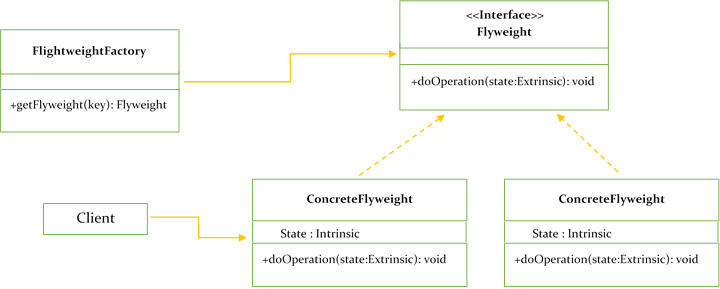 <<Interface>>
Flyweight
+doOperation(state:Extrinsic): void
FlightweightFactory
+getFlyweight(key): Flyweight
Client
ConcreteFlyweight
State : Intrinsic
+doOperation(state:Extrinsic): void
ConcreteFlyweight
State : Intrinsic
+doOperation(state:Extrinsic): void